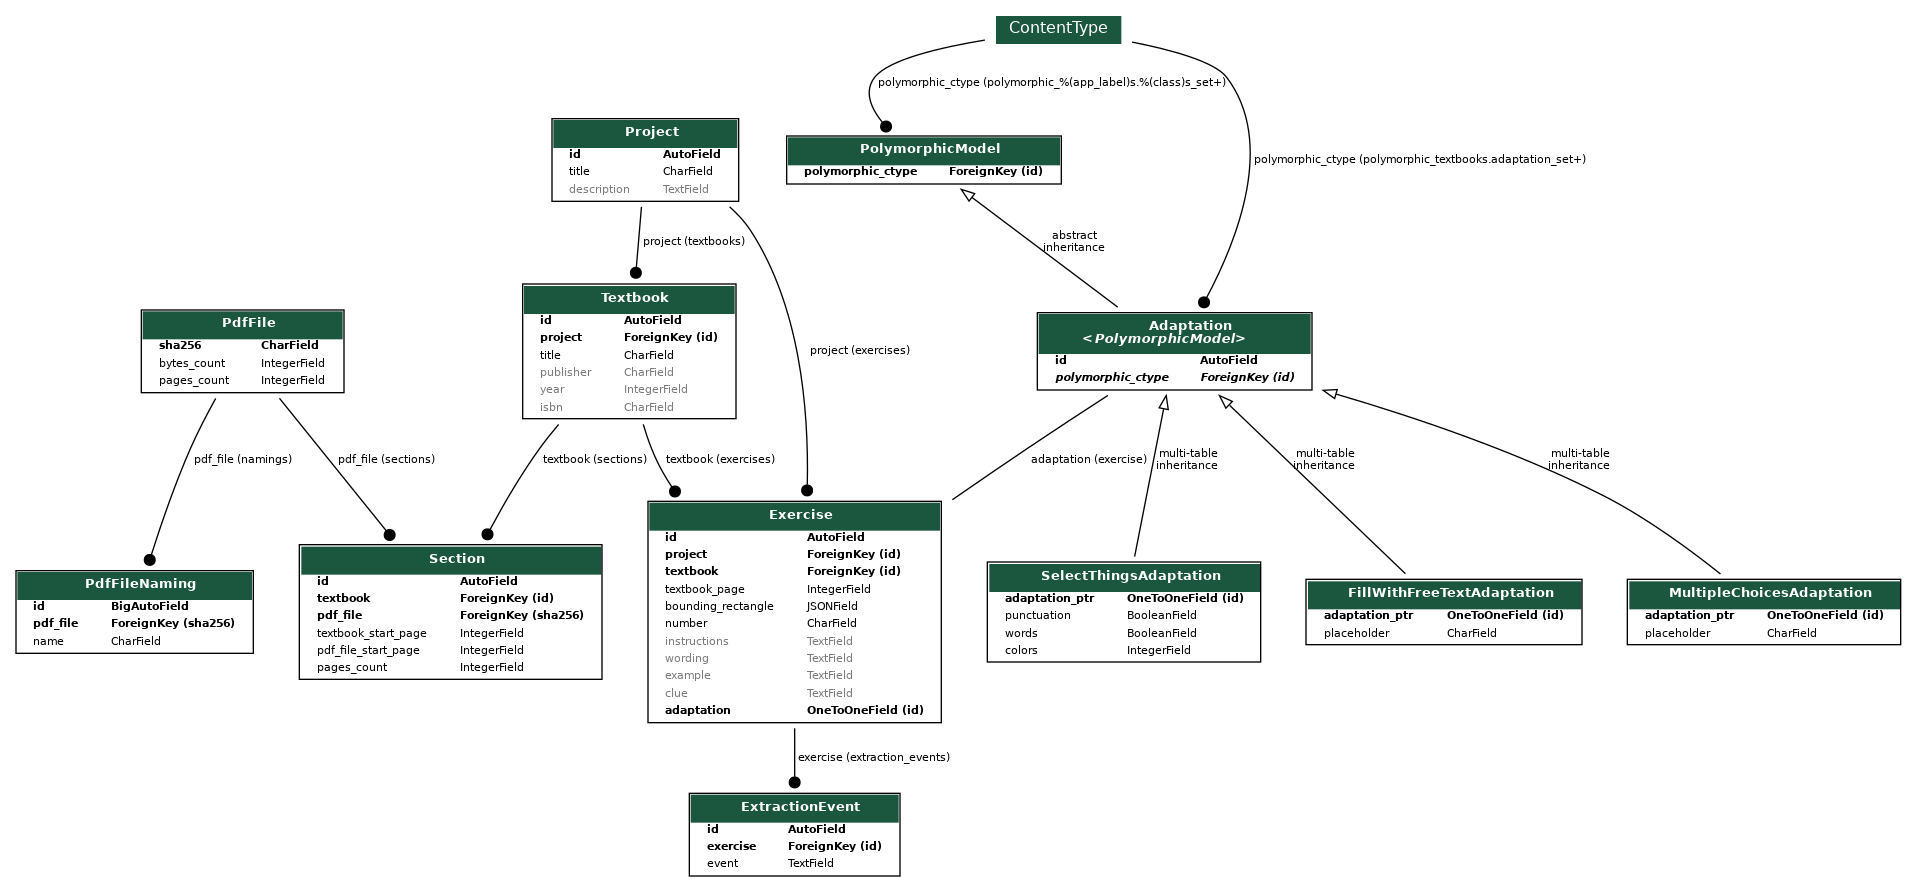 ContentType
polymorphic_ctype (polymorphic_%(app_label)s.%(class)s_set+)
polymorphic_ctype (polymorphic_textbooks.adaptation_set+)
Project
id AutoField
title CharField
description TextField
PolymorphicModel
polymorphic_ctype ForeignKey (id)
project (textbooks)
abstract
inheritance
project (exercises)
PdfFile
sha256 CharField
bytes_count IntegerField
pages_count IntegerField
Textbook
id AutoField
project ForeignKey (id)
title CharField
publisher CharField
year IntegerField
isbn CharField
Adaptation
<PolymorphicModel>
id AutoField
polymorphic_ctype ForeignKey (id)
pdf_file (namings)
pdf_file (sections)
textbook (sections)
textbook (exercises)
adaptation (exercise)
multi-table
inheritance
multi-table
inheritance
multi-table
inheritance
PdfFileNaming
id BigAutoField
pdf_file ForeignKey (sha256)
name CharField
Section
id AutoField
textbook ForeignKey (id)
pdf_file ForeignKey (sha256)
textbook_start_page IntegerField
pdf_file_start_page IntegerField
pages_count IntegerField
Exercise
id AutoField
project ForeignKey (id)
textbook ForeignKey (id)
textbook_page IntegerField
bounding_rectangle JSONField
number CharField
instructions TextField
wording TextField
example TextField
clue TextField
adaptation OneToOneField (id)
SelectThingsAdaptation
adaptation_ptr OneToOneField (id)
punctuation BooleanField
words BooleanField
colors IntegerField
FillWithFreeTextAdaptation
adaptation_ptr OneToOneField (id)
placeholder CharField
MultipleChoicesAdaptation
adaptation_ptr OneToOneField (id)
placeholder CharField
exercise (extraction_events)
ExtractionEvent
id AutoField
exercise ForeignKey (id)
event TextField